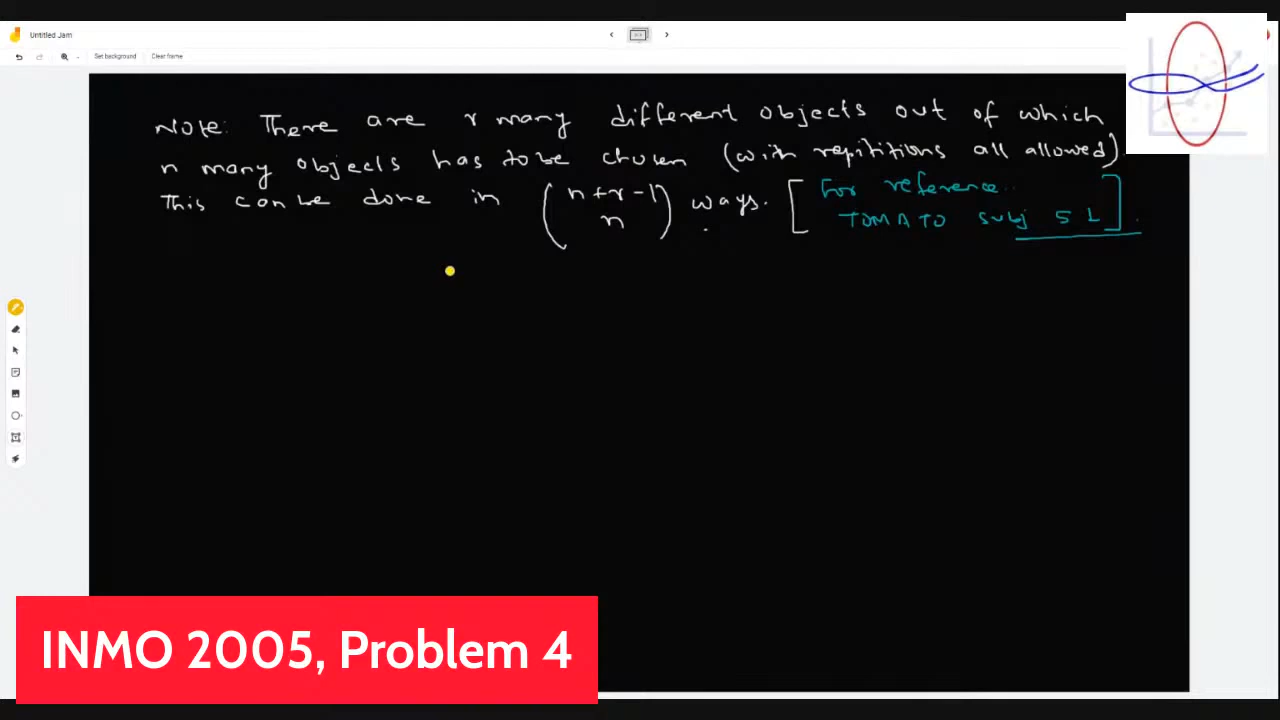 Untitled Jam
Set background Clear frame
Note: There are r many different objects out of which
n many objects has to be chosen (with repititions all allowed).
This can be done in (n+r-1
n) ways. [For reference..
TOMATO subj 51].
INMO 2005, Problem 4